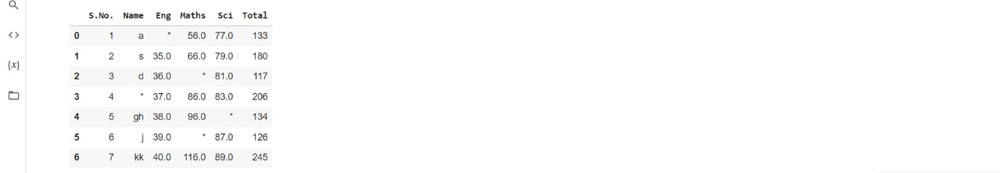 S.No. Name Eng Maths Sci Total
0 1 a * 56.0 77.0 133
1 2 s 35.0 66.0 79.0 180
2 3 d 36.0 * 81.0 117
3 4 * 37.0 86.0 83.0 206
4 5 gh 38.0 96.0 * 134
5 6 j 39.0 * 87.0 126
6 7 kk 40.0 116.0 89.0 245
<>
{x}